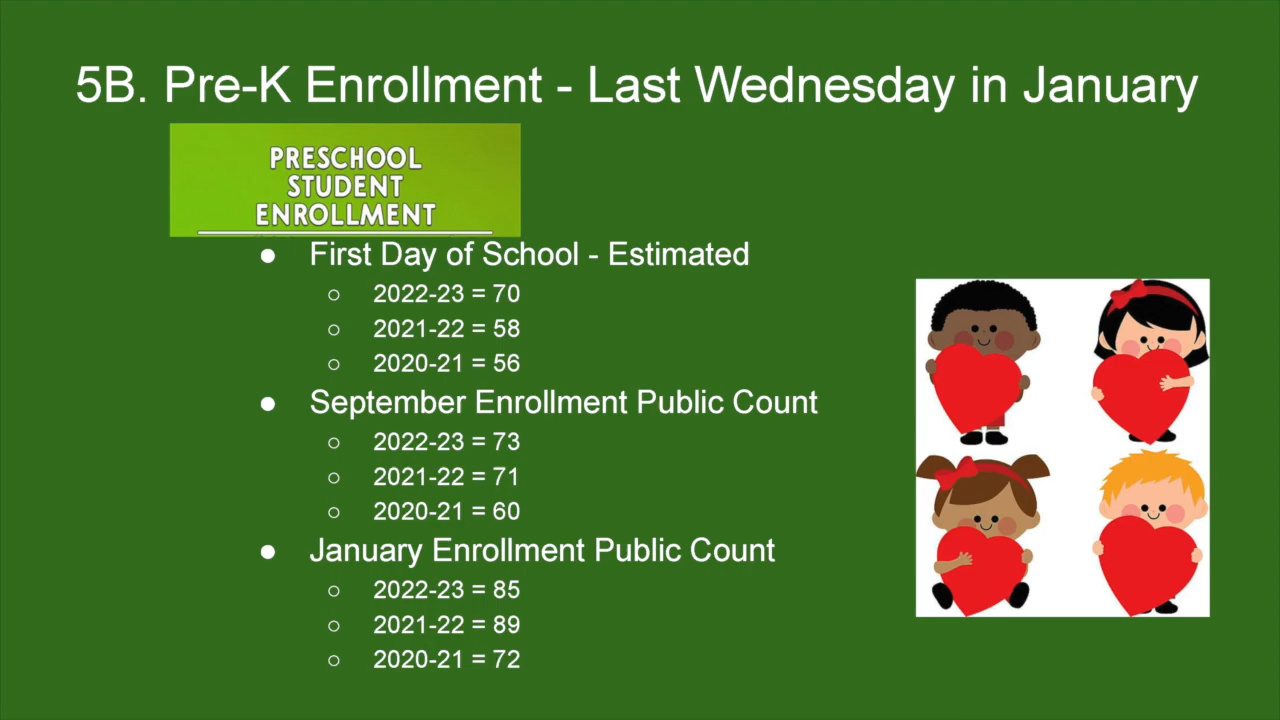 5B. Pre-K Enrollment - Last Wednesday in January
PRESCHOOL
STUDENT
ENROLLMENT
● First Day of School - Estimated
○ 2022-23 = 70
○ 2021-22 = 58
○ 2020-21 = 56
● September Enrollment Public Count
○ 2022-23 = 73
○ 2021-22 = 71
○ 2020-21 = 60
● January Enrollment Public Count
○ 2022-23 = 85
○ 2021-22 = 89
○ 2020-21 = 72